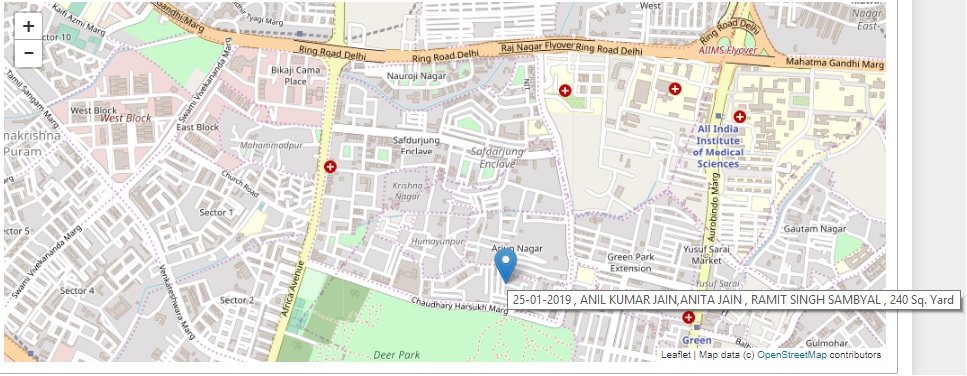 +
−
Kaifi Azmi Marg
Gandhi Marg
Tyagi Marg
West
Ring Road Delhi
AIIMS Flyover
Nagar
East
Sector 10
Ring Road Delhi
Ring Road Delhi
Raj Nagar Flyover
Ring Road Delhi
Mahatma Gandhi Marg
Swami Vivekananda Marg
Bikaji Cama
Place
Nauroji Nagar
Tamil Sangam Marg
West Block
West Block
East Block
Mohammadpur
Safdarjung
Enclave
Safdarjung
Enclave
All India
Institute
of Medical
Sciences
makrishna
Puram
Church Road
Krishna
Nagar
Aurobindo Marg
Sector 1
Gautam Nagar
Sector 5
Swami Vivekananda Marg
Humayunpur
Arjun Nagar
Green Park
Extension
Yusuf Sarai
Market
Yusuf Sarai
Venkateshwara Marg
Africa Avenue
Sector 4
Sector 2
Chaudhary Harsukh Marg
25-01-2019 , ANIL KUMAR JAIN,ANITA JAIN , RAMIT SINGH SAMBYAL , 240 Sq. Yard
Green
Gulmohar
Deer Park
Leaflet | Map data (c) OpenStreetMap contributors